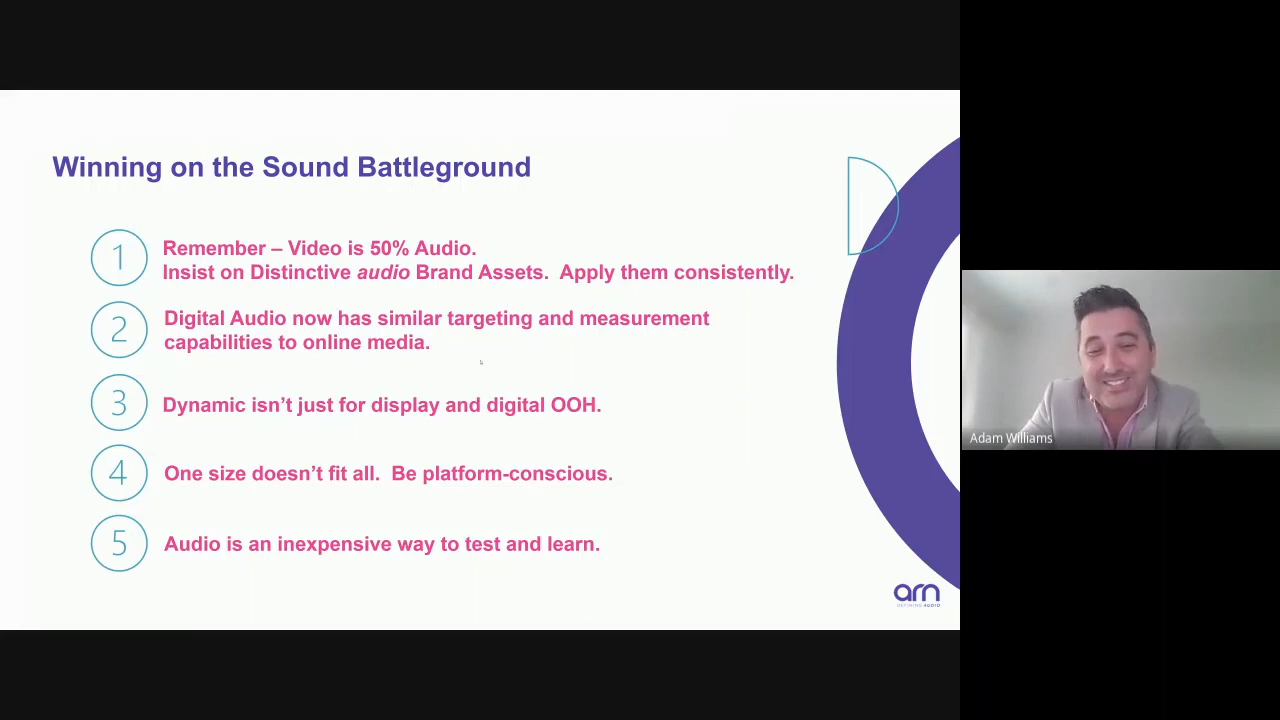 Winning on the Sound Battleground
1
Remember – Video is 50% Audio.
Insist on Distinctive audio Brand Assets.  Apply them consistently.
2
Digital Audio now has similar targeting and measurement
capabilities to online media.
3
Dynamic isn’t just for display and digital OOH.
4
One size doesn’t fit all.  Be platform-conscious.
5
Audio is an inexpensive way to test and learn.
arn
DEFINING AUDIO
Adam Williams